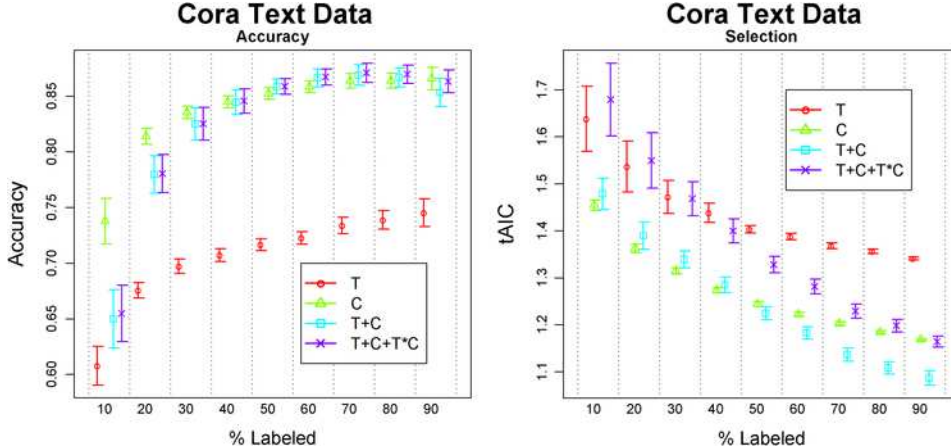 Cora Text Data
Accuracy
Accuracy
0.85
0.80
0.75
0.70
0.65
0.60
T
C
T+C
T+C+T*C
10 20 30 40 50 60 70 80 90
% Labeled
Cora Text Data
Selection
tAIC
1.7
1.6
1.5
1.4
1.3
1.2
1.1
T
C
T+C
T+C+T*C
10 20 30 40 50 60 70 80 90
% Labeled